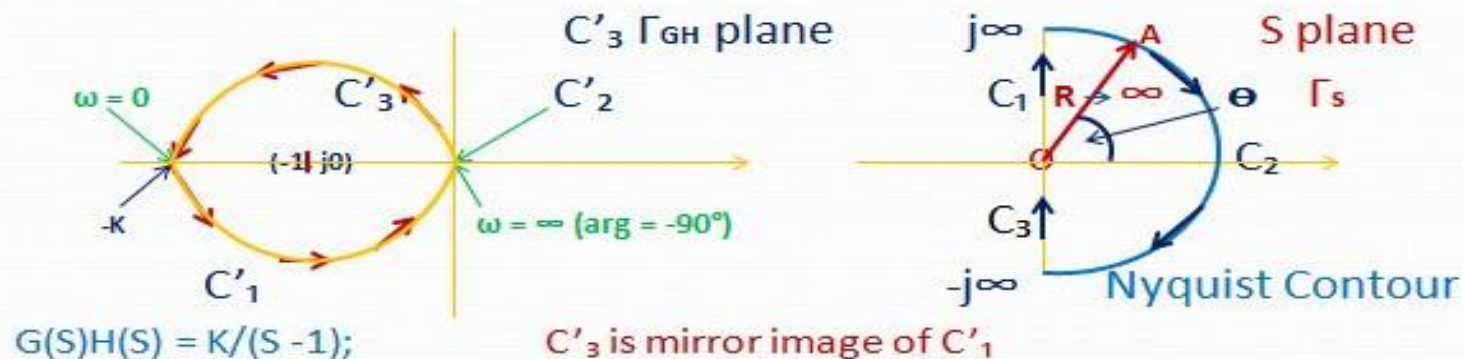 C'₃ ΓGH plane
ω = 0
C'₃
C'₂
(-1 j0)
-K
ω = ∞ (arg = -90°)
C'₁
j∞
A
S plane
C₁
R → ∞
Θ
Γs
O
C₂
C₃
-j∞
Nyquist Contour
G(S)H(S) = K/(S -1);
C'₃ is mirror image of C'₁